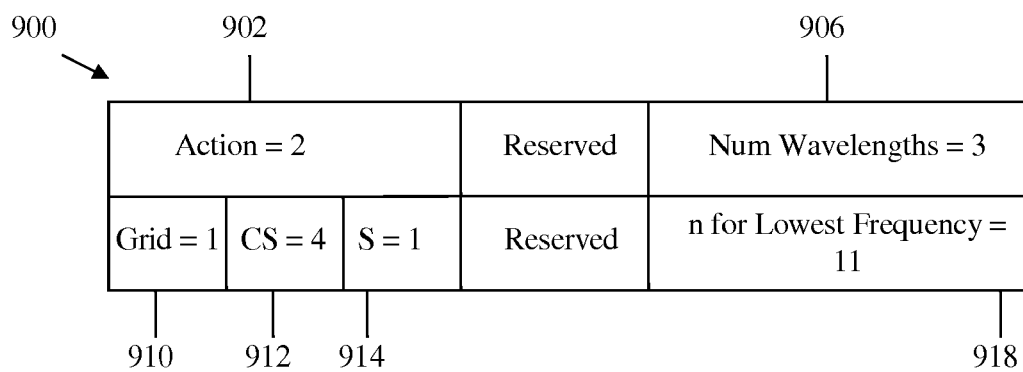 900
902
906
Action = 2
Reserved
Num Wavelengths = 3
Grid = 1
CS = 4
S = 1
Reserved
n for Lowest Frequency =
11
910
912
914
918